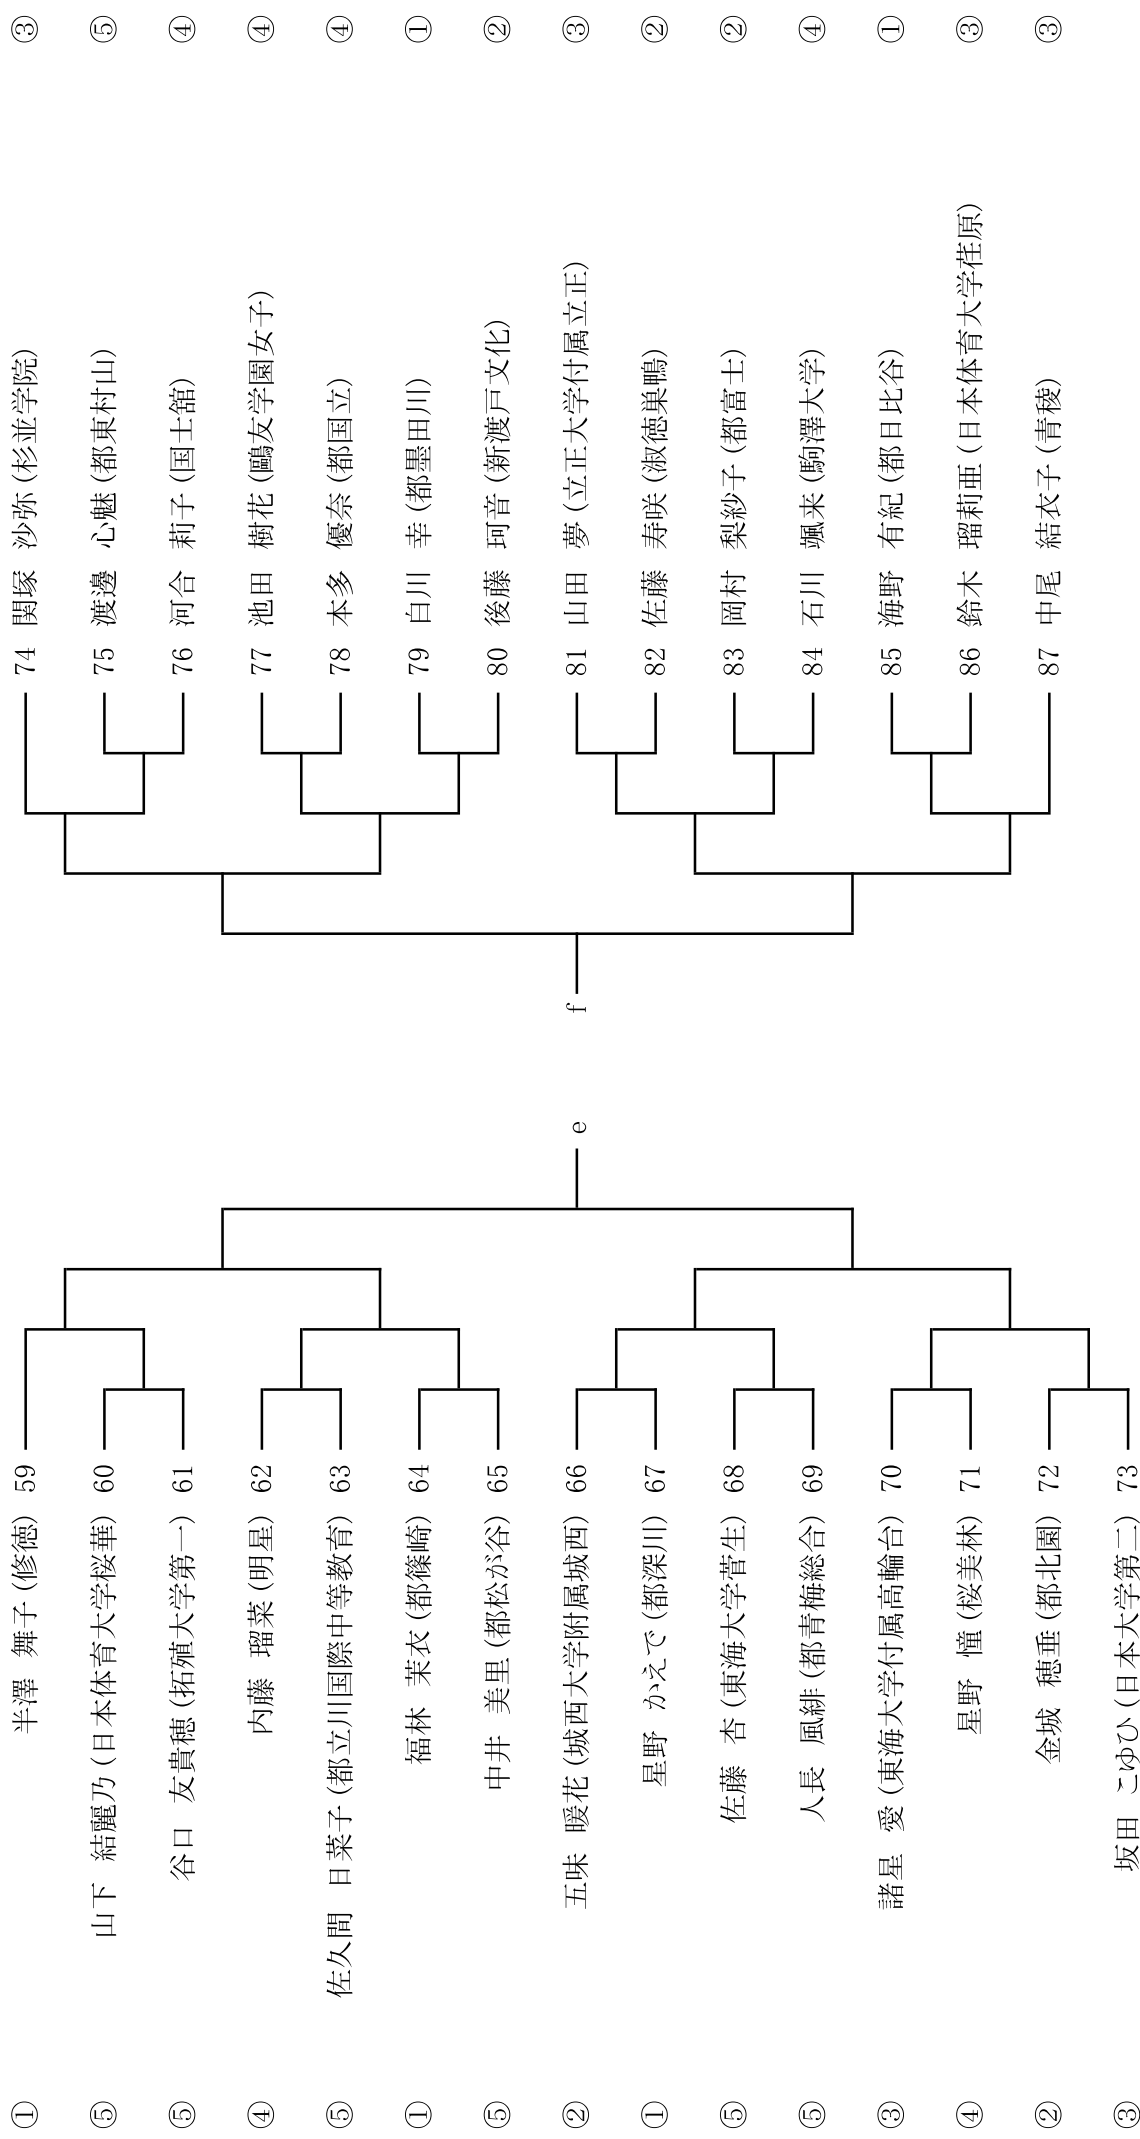 ① 半澤 舞子 (修徳) 59
⑤ 山下 結麗乃 (日本体育大学桜華) 60
⑤ 谷口 友貴穂 (拓殖大学第一) 61
④ 内藤 瑠菜 (明星) 62
⑤ 佐久間 日菜子 (都立川国際中等教育) 63
① 福林 茉衣 (都篠崎) 64
⑤ 中井 美里 (都松が谷) 65
② 五味 暖花 (城西大学附属城西) 66
① 星野 かえで (都深川) 67
⑤ 佐藤 杏 (東海大学菅生) 68
⑤ 人長 風緋 (都青梅総合) 69
③ 諸星 愛 (東海大学付属高輪台) 70
④ 星野 憧 (桜美林) 71
② 金城 穂垂 (都北園) 72
③ 坂田 こゆひ (日本大学第二) 73
e
f
74 関塚 沙弥 (杉並学院) ③
75 渡邊 心魅 (都東村山) ⑤
76 河合 莉子 (国士舘) ④
77 池田 樹花 (鷗友学園女子) ④
78 本多 優奈 (都国立) ④
79 白川 幸 (都墨田川) ①
80 後藤 珂音 (新渡戸文化) ②
81 山田 夢 (立正大学付属立正) ③
82 佐藤 寿咲 (淑徳巣鴨) ②
83 岡村 梨紗子 (都富士) ②
84 石川 颯来 (駒澤大学) ④
85 海野 有紀 (都日比谷) ①
86 鈴木 瑠莉亜 (日本体育大学荏原) ③
87 中尾 結衣子 (青稜) ③